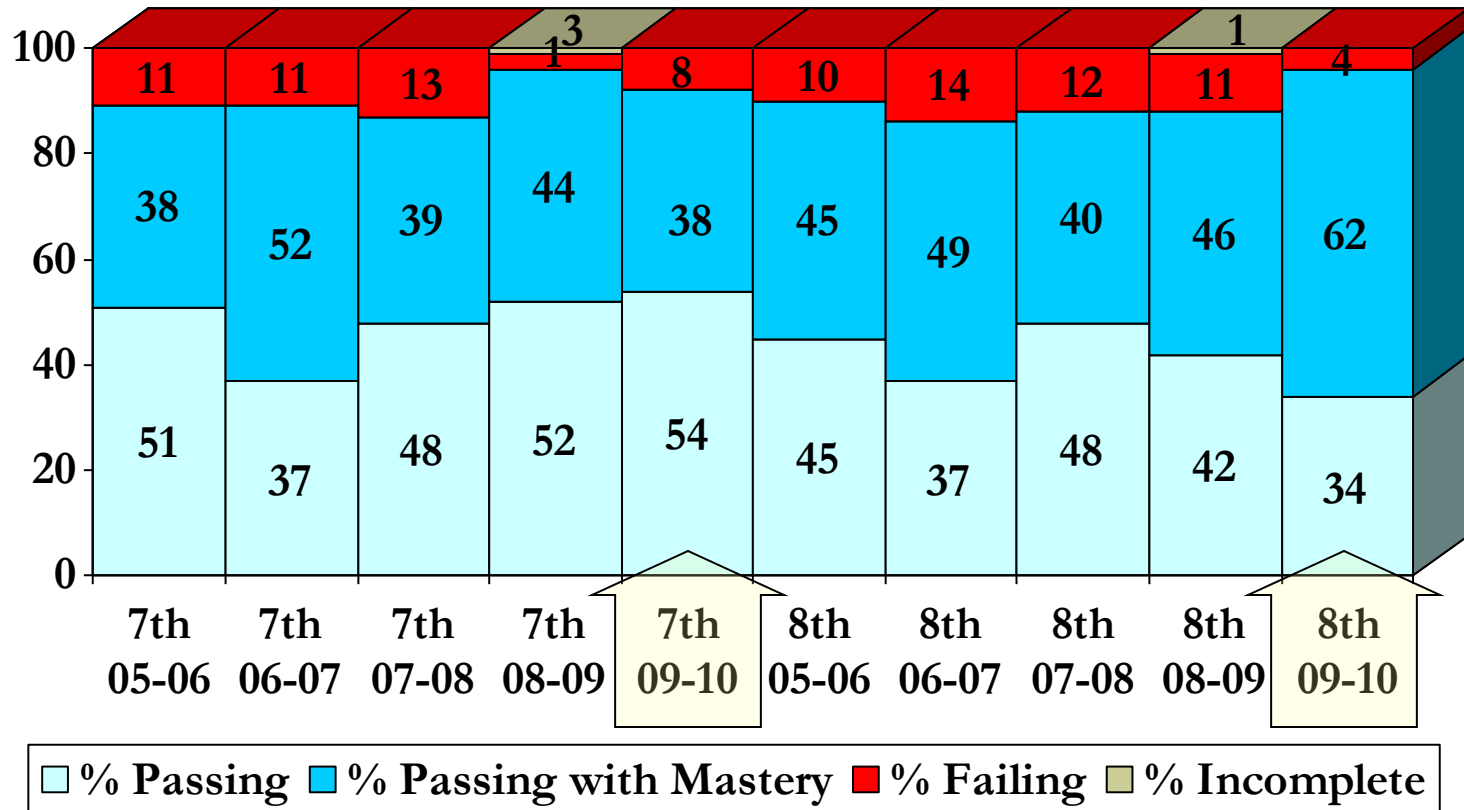 100
80
60
40
20
0
3
1
1
11 11 13 8 10 14 12 11 4
38 52 39 44 38 45 49 40 46 62
51 37 48 52 54 45 37 48 42 34
7th 7th 7th 7th 7th 8th 8th 8th 8th 8th
05-06 06-07 07-08 08-09 09-10 05-06 06-07 07-08 08-09 09-10
% Passing % Passing with Mastery % Failing % Incomplete